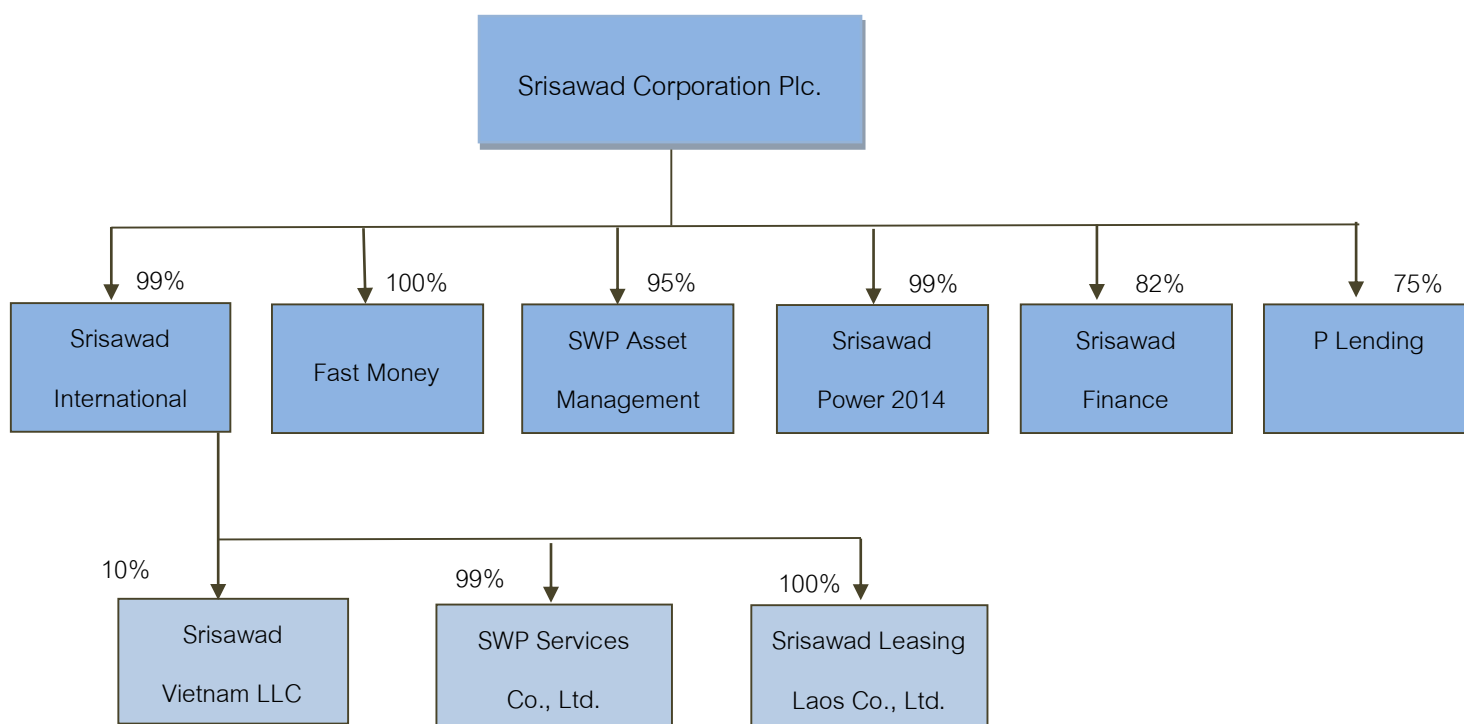 Srisawad Corporation Plc.
99%
100%
95%
99%
82%
75%
Srisawad
International
Fast Money
SWP Asset
Management
Srisawad
Power 2014
Srisawad
Finance
P Lending
10%
99%
100%
Srisawad
Vietnam LLC
SWP Services
Co., Ltd.
Srisawad Leasing
Laos Co., Ltd.